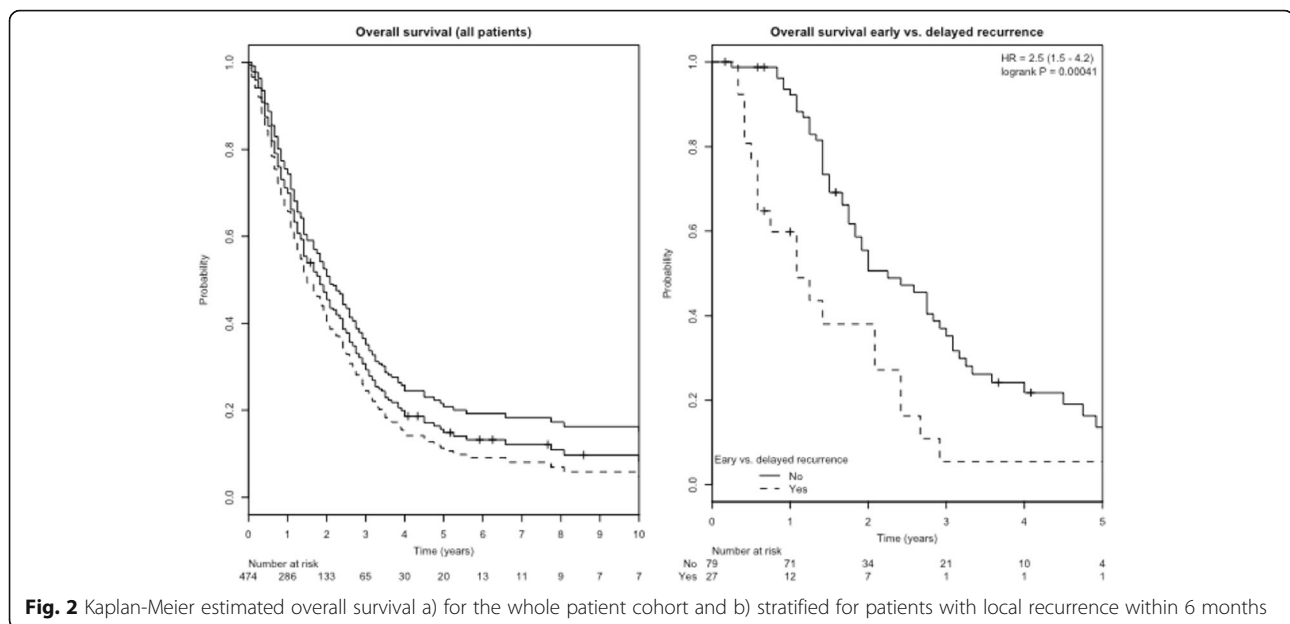 Overall survival (all patients)
1.0
0.8
0.6
0.4
0.2
0.0
Probability
0 1 2 3 4 5 6 7 8 9 10
Time (years)
Number at risk
474 286 133 65 30 20 13 11 9 7 7
Overall survival early vs. delayed recurrence
HR = 2.5 (1.5 - 4.2)
logrank P = 0.00041
1.0
0.8
0.6
0.4
0.2
0.0
Probability
Eary vs. delayed recurrence
No
Yes
0 1 2 3 4 5
Time (years)
Number at risk
No 79 71 34 21 10 4
Yes 27 12 7 1 1 1
Fig. 2 Kaplan-Meier estimated overall survival a) for the whole patient cohort and b) stratified for patients with local recurrence within 6 months